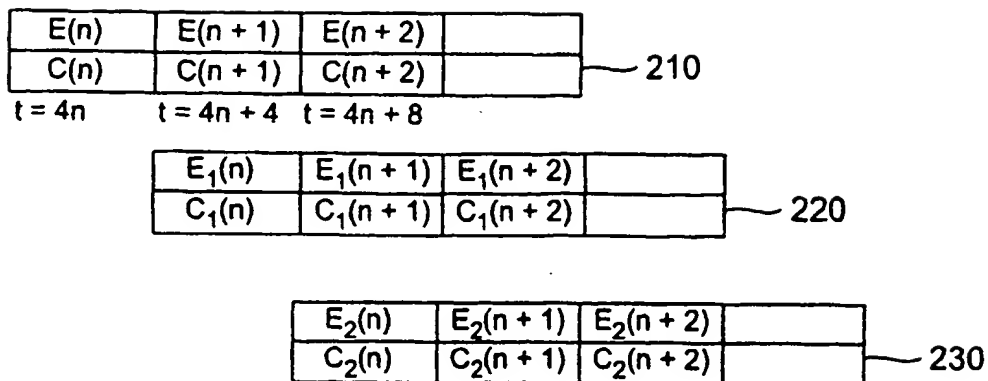 E(n) E(n + 1) E(n + 2)
C(n) C(n + 1) C(n + 2) 210
t = 4n t = 4n + 4 t = 4n + 8
E₁(n) E₁(n + 1) E₁(n + 2)
C₁(n) C₁(n + 1) C₁(n + 2) 220
E₂(n) E₂(n + 1) E₂(n + 2)
C₂(n) C₂(n + 1) C₂(n + 2) 230